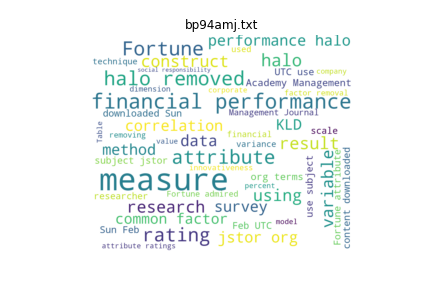 bp94amj.txt
performance halo
Fortune
used
construct
halo
technique
social responsibility
UTC use
company
halo removed
Academy Management
dimension
corporate
factor removal
financial performance
downloaded Sun
Management Journal
correlation
KLD
scale
Table
removing
value
data
variance
financial
result
method
subject jstor
attribute
innovativeness
org terms
measure
using
variable
Fortune attribute
content downloaded
use subject
researcher
Fortune admired
percent
research
survey
common factor
Feb UTC
model
Sun Feb
rating
jstor org
attribute ratings